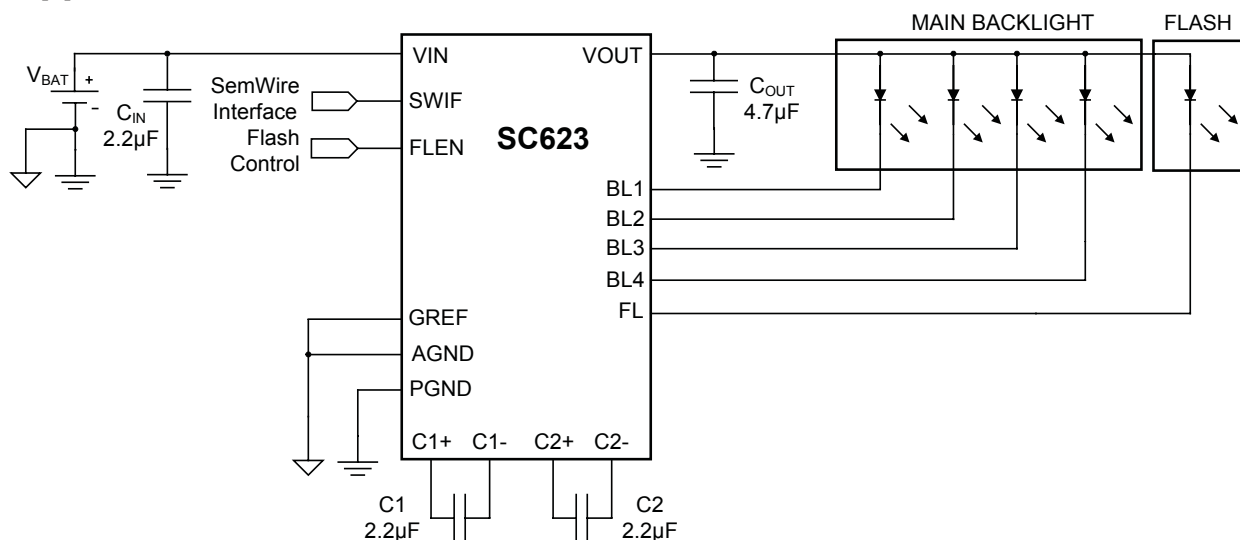 MAIN BACKLIGHT
FLASH
VIN
VOUT
V_BAT
+
-
C_IN
2.2µF
SemWire
Interface
SWIF
Flash
Control
FLEN
SC623
C_OUT
4.7µF
BL1
BL2
BL3
BL4
FL
GREF
AGND
PGND
C1+ C1- C2+ C2-
C1
2.2µF
C2
2.2µF